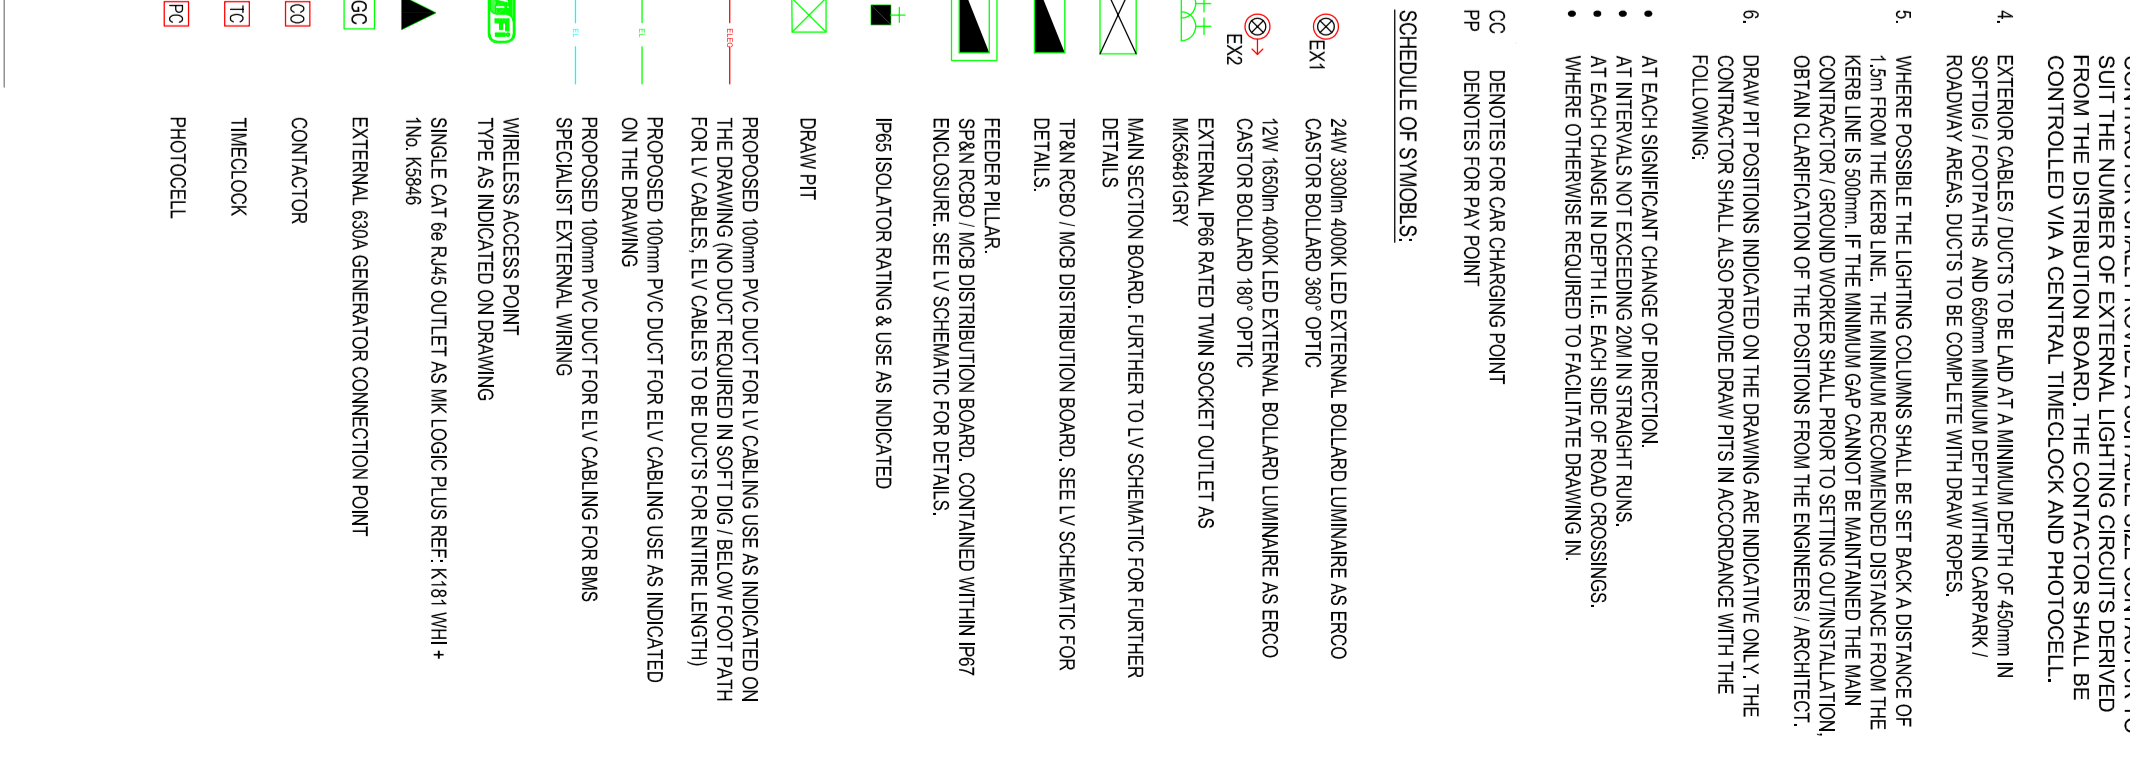 SUIT THE NUMBER OF EXTERNAL LIGHTING CIRCUITS DERIVED
FROM THE DISTRIBUTION BOARD. THE CONTACTOR SHALL BE
CONTROLLED VIA A CENTRAL TIMECLOCK AND PHOTOCELL.
4. EXTERIOR CABLES / DUCTS TO BE LAID AT A MINIMUM DEPTH OF 450mm IN
SOFTDIG / FOOTPATHS AND 650mm MINIMUM DEPTH WITHIN CARPARK /
ROADWAY AREAS. DUCTS TO BE COMPLETE WITH DRAW ROPES.
5. WHERE POSSIBLE THE LIGHTING COLUMNS SHALL BE SET BACK A DISTANCE OF
1.5m FROM THE KERB LINE. THE MINIMUM RECOMMENDED DISTANCE FROM THE
KERB LINE IS 500mm. IF THE MINIMUM GAP CANNOT BE MAINTAINED THE MAIN
CONTRACTOR / GROUND WORKER SHALL PRIOR TO SETTING OUT/INSTALLATION,
OBTAIN CLARIFICATION OF THE POSITIONS FROM THE ENGINEERS / ARCHITECT.
6. DRAW PIT POSITIONS INDICATED ON THE DRAWING ARE INDICATIVE ONLY. THE
CONTRACTOR SHALL ALSO PROVIDE DRAW PITS IN ACCORDANCE WITH THE
FOLLOWING:
• AT EACH SIGNIFICANT CHANGE OF DIRECTION.
• AT INTERVALS NOT EXCEEDING 20M IN STRAIGHT RUNS.
• AT EACH CHANGE IN DEPTH I.E. EACH SIDE OF ROAD CROSSINGS.
• WHERE OTHERWISE REQUIRED TO FACILITATE DRAWING IN.
CC DENOTES FOR CAR CHARGING POINT
PP DENOTES FOR PAY POINT
SCHEDULE OF SYMOBLS:
EX1 24W 3300lm 4000K LED EXTERNAL BOLLARD LUMINAIRE AS ERCO
CASTOR BOLLARD 360° OPTIC
EX2 12W 1650lm 4000K LED EXTERNAL BOLLARD LUMINAIRE AS ERCO
CASTOR BOLLARD 180° OPTIC
EXTERNAL IP66 RATED TWIN SOCKET OUTLET AS
MK56481GRY
MAIN SECTION BOARD. FURTHER TO LV SCHEMATIC FOR FURTHER
DETAILS
TP&N RCBO / MCB DISTRIBUTION BOARD. SEE LV SCHEMATIC FOR
DETAILS.
FEEDER PILLAR.
SP&N RCBO / MCB DISTRIBUTION BOARD. CONTAINED WITHIN IP67
ENCLOSURE. SEE LV SCHEMATIC FOR DETAILS.
IP65 ISOLATOR RATING & USE AS INDICATED
DRAW PIT
ELEO PROPOSED 100mm PVC DUCT FOR LV CABLING USE AS INDICATED ON
THE DRAWING (NO DUCT REQUIRED IN SOFT DIG / BELOW FOOT PATH
FOR LV CABLES, ELV CABLES TO BE DUCTS FOR ENTIRE LENGTH)
EL PROPOSED 100mm PVC DUCT FOR ELV CABLING USE AS INDICATED
ON THE DRAWING
EL PROPOSED 100mm PVC DUCT FOR ELV CABLING FOR BMS
SPECIALIST EXTERNAL WIRING
WIRELESS ACCESS POINT
TYPE AS INDICATED ON DRAWING
SINGLE CAT 6e RJ45 OUTLET AS MK LOGIC PLUS REF: K181 WHI +
1No. K5846
GC EXTERNAL 630A GENERATOR CONNECTION POINT
CO CONTACTOR
TC TIMECLOCK
PC PHOTOCELL